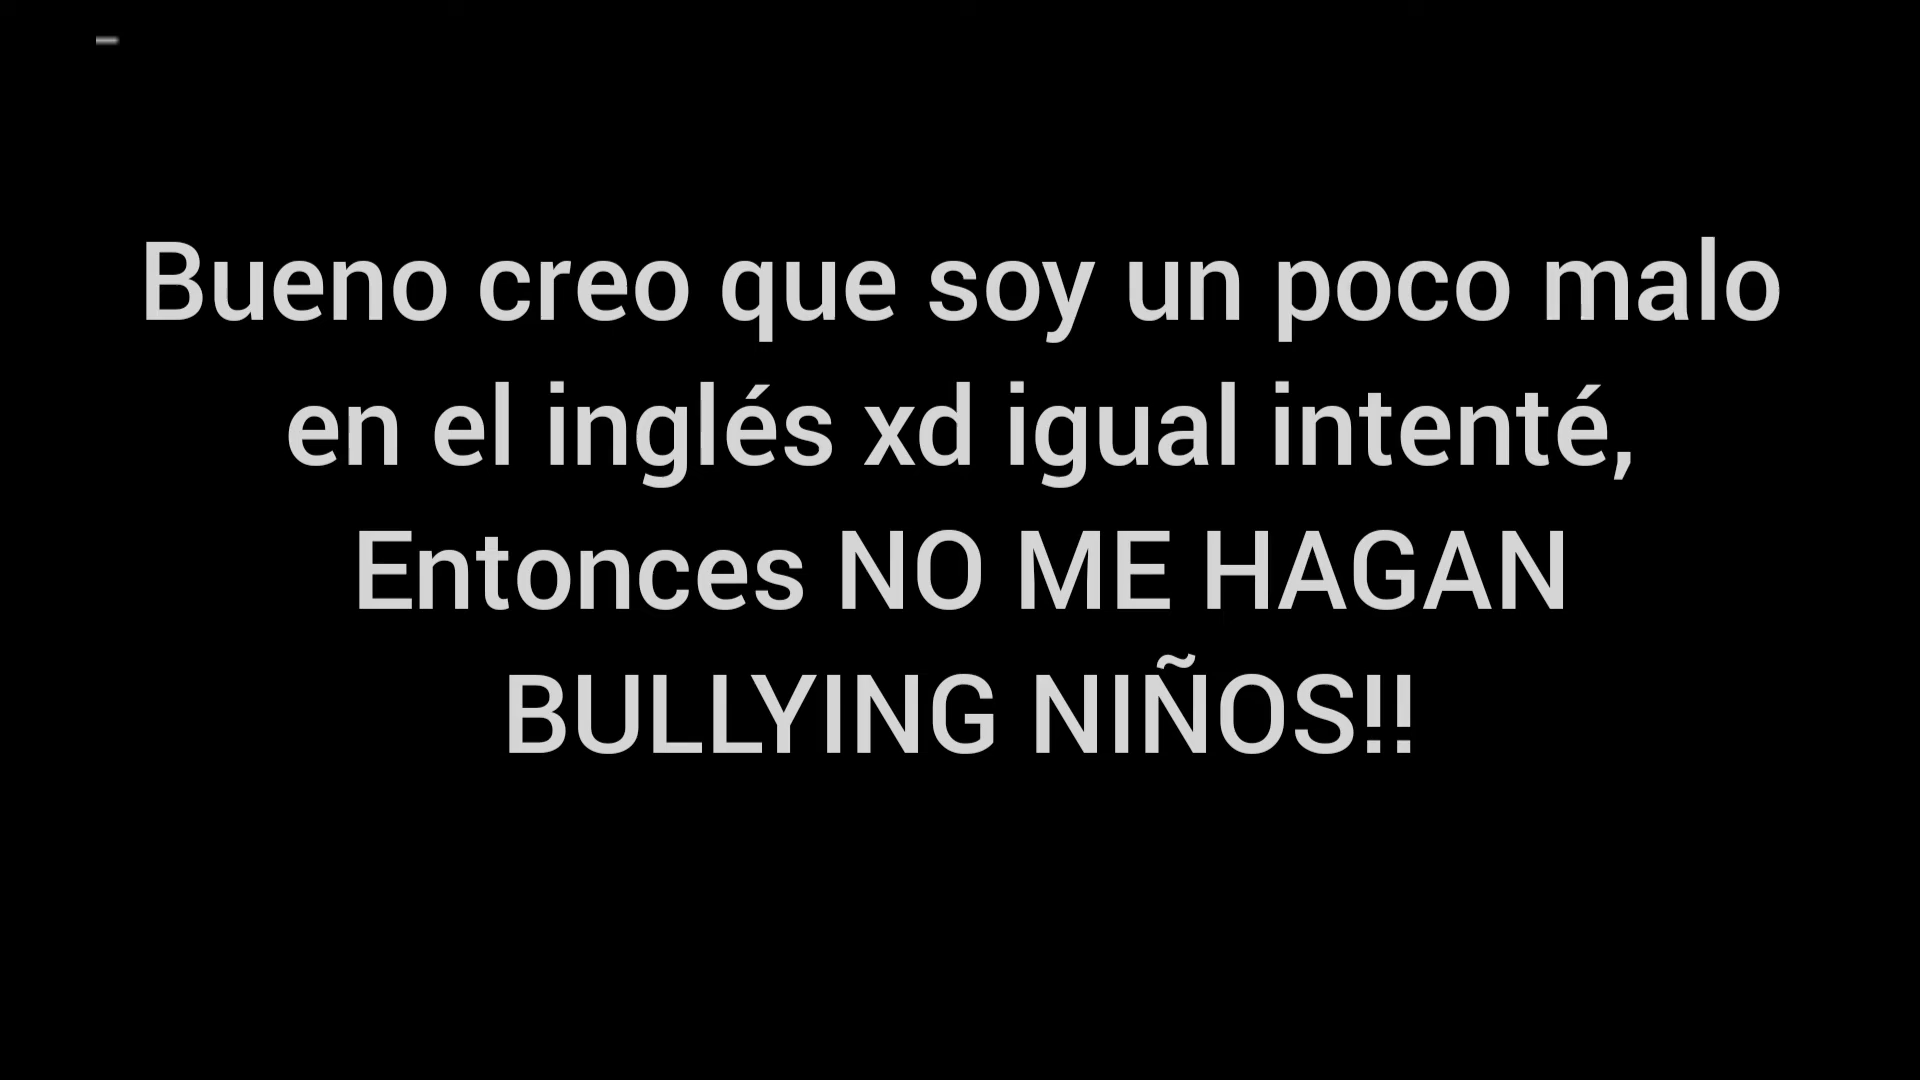 Bueno creo que soy un poco malo
en el inglés xd igual intenté,
Entonces NO ME HAGAN
BULLYING NIÑOS!!